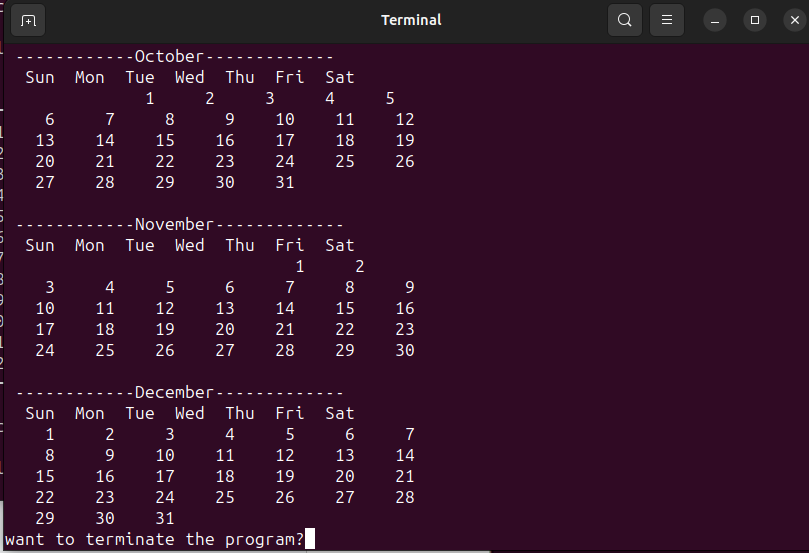 Terminal
------------October-------------
Sun  Mon  Tue  Wed  Thu  Fri  Sat
            1     2     3     4     5
  6     7     8     9    10    11    12
 13    14    15    16    17    18    19
 20    21    22    23    24    25    26
 27    28    29    30    31
------------November-------------
Sun  Mon  Tue  Wed  Thu  Fri  Sat
                              1     2
  3     4     5     6     7     8     9
 10    11    12    13    14    15    16
 17    18    19    20    21    22    23
 24    25    26    27    28    29    30
------------December-------------
Sun  Mon  Tue  Wed  Thu  Fri  Sat
  1     2     3     4     5     6     7
  8     9    10    11    12    13    14
 15    16    17    18    19    20    21
 22    23    24    25    26    27    28
 29    30    31
want to terminate the program?